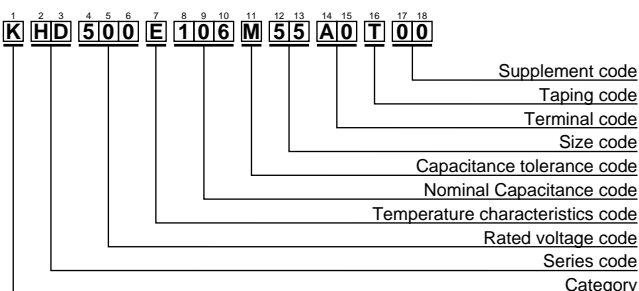 1 2 3 4 5 6 7 8 9 10 11 12 13 14 15 16 17 18
K HD 500 E 106 M 55 A0 T 00
Supplement code
Taping code
Terminal code
Size code
Capacitance tolerance code
Nominal Capacitance code
Temperature characteristics code
Rated voltage code
Series code
Category